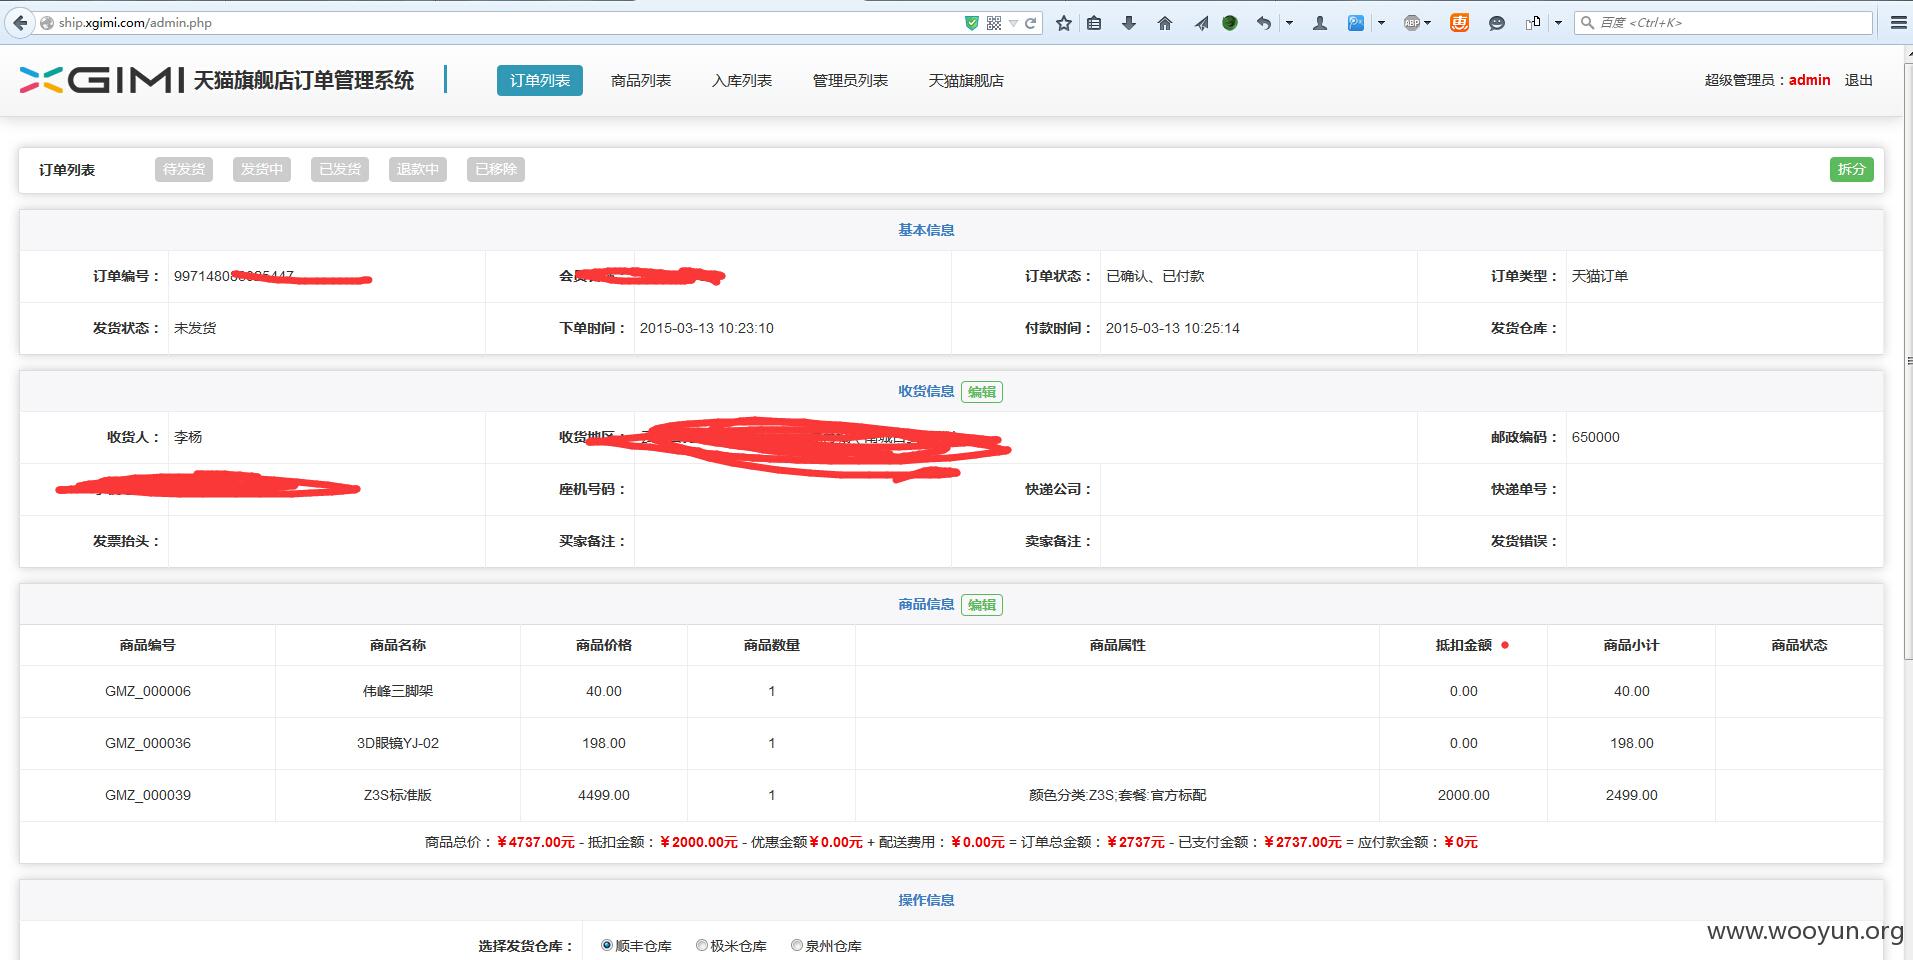 ship.xgimi.com/admin.php
ABP
百度 <Ctrl+K>
XGIMI 天猫旗舰店订单管理系统 订单列表 商品列表 入库列表 管理员列表 天猫旗舰店 超级管理员：admin 退出
订单列表 待发货 发货中 已发货 退款中 已移除 拆分
基本信息
订单编号： 订单状态： 已确认、已付款 订单类型： 天猫订单
发货状态： 未发货 下单时间： 2015-03-13 10:23:10 付款时间： 2015-03-13 10:25:14 发货仓库：
收货信息 编辑
收货人： 李杨 收货地区： 邮政编码： 650000
座机号码： 快递公司： 快递单号：
发票抬头： 买家备注： 卖家备注： 发货错误：
商品信息 编辑
商品编号 商品名称 商品价格 商品数量 商品属性 抵扣金额 商品小计 商品状态
GMZ_000006 伟峰三脚架 40.00 1 0.00 40.00
GMZ_000036 3D眼镜YJ-02 198.00 1 0.00 198.00
GMZ_000039 Z3S标准版 4499.00 1 颜色分类:Z3S;套餐:官方标配 2000.00 2499.00
商品总价：￥4737.00元 - 抵扣金额：￥2000.00元 - 优惠金额￥0.00元 + 配送费用：￥0.00元 = 订单总金额：￥2737元 - 已支付金额：￥2737.00元 = 应付款金额：￥0元
操作信息
选择发货仓库： 顺丰仓库 极米仓库 泉州仓库
www.wooyun.org